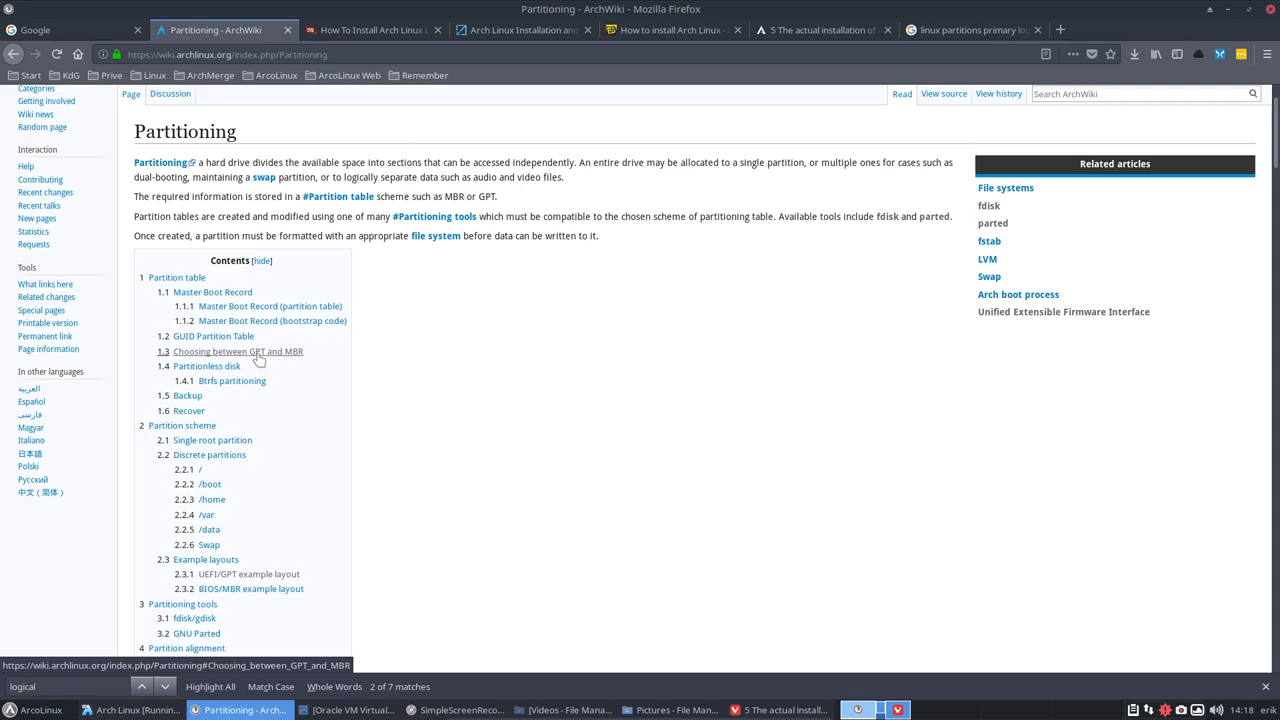 Partitioning - ArchWiki - Mozilla Firefox
Google
Partitioning - ArchWiki
How To Install Arch Linux
Arch Linux Installation and
How to install Arch Linux -
5 The actual installation of
linux partitions primary log
https://wiki.archlinux.org/index.php/Partitioning
Start KdG Prive Linux ArchMerge ArcoLinux ArcoLinux Web Remember
Categories
Getting involved
Wiki news
Random page
Interaction
Help
Contributing
Recent changes
Recent talks
New pages
Statistics
Requests
Tools
What links here
Related changes
Special pages
Printable version
Permanent link
Page information
In other languages
العربية
Español
فارسی
Magyar
Italiano
日本語
Polski
Русский
中文（简体）
Page Discussion Read View source View history Search ArchWiki
Partitioning
Partitioning a hard drive divides the available space into sections that can be accessed independently. An entire drive may be allocated to a single partition, or multiple ones for cases such as
dual-booting, maintaining a swap partition, or to logically separate data such as audio and video files.
The required information is stored in a #Partition table scheme such as MBR or GPT.
Partition tables are created and modified using one of many #Partitioning tools which must be compatible to the chosen scheme of partitioning table. Available tools include fdisk and parted.
Once created, a partition must be formatted with an appropriate file system before data can be written to it.
Contents [hide]
1 Partition table
1.1 Master Boot Record
1.1.1 Master Boot Record (partition table)
1.1.2 Master Boot Record (bootstrap code)
1.2 GUID Partition Table
1.3 Choosing between GPT and MBR
1.4 Partitionless disk
1.4.1 Btrfs partitioning
1.5 Backup
1.6 Recover
2 Partition scheme
2.1 Single root partition
2.2 Discrete partitions
2.2.1 /
2.2.2 /boot
2.2.3 /home
2.2.4 /var
2.2.5 /data
2.2.6 Swap
2.3 Example layouts
2.3.1 UEFI/GPT example layout
2.3.2 BIOS/MBR example layout
3 Partitioning tools
3.1 fdisk/gdisk
3.2 GNU Parted
4 Partition alignment
Related articles
File systems
fdisk
parted
fstab
LVM
Swap
Arch boot process
Unified Extensible Firmware Interface
https://wiki.archlinux.org/index.php/Partitioning#Choosing_between_GPT_and_MBR
logical Highlight All Match Case Whole Words 2 of 7 matches
ArcoLinux
Arch Linux [Runnin...
Partitioning - Arch...
[Oracle VM Virtual...
SimpleScreenReco...
[Videos - File Mana...
Pictures - File Man...
5 The actual install...
14:18 erik